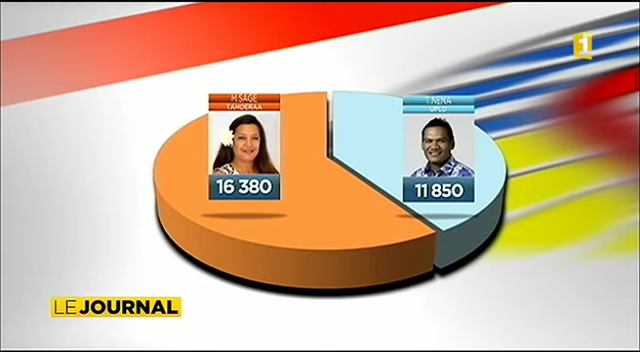 1
M.SAGE
TAHOERAA
16 380
T.NENA
UPLD
11 850
LE JOURNAL